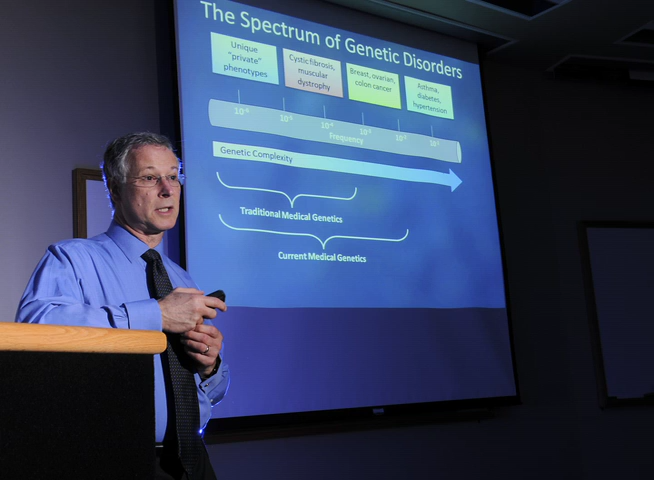 The Spectrum of Genetic Disorders
Unique
"private"
phenotypes
Cystic fibrosis,
muscular
dystrophy
Breast, ovarian,
colon cancer
Asthma,
diabetes,
hypertension
Frequency
Genetic Complexity
Traditional Medical Genetics
Current Medical Genetics